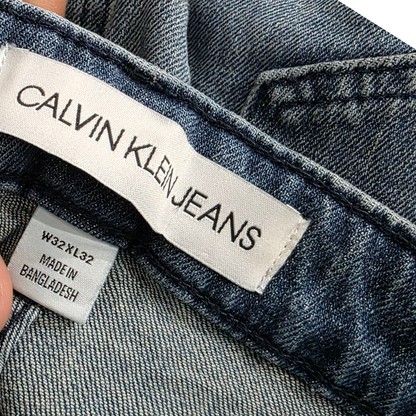 CALVIN KLEIN JEANS
W32XL32
MADE IN
BANGLADESH